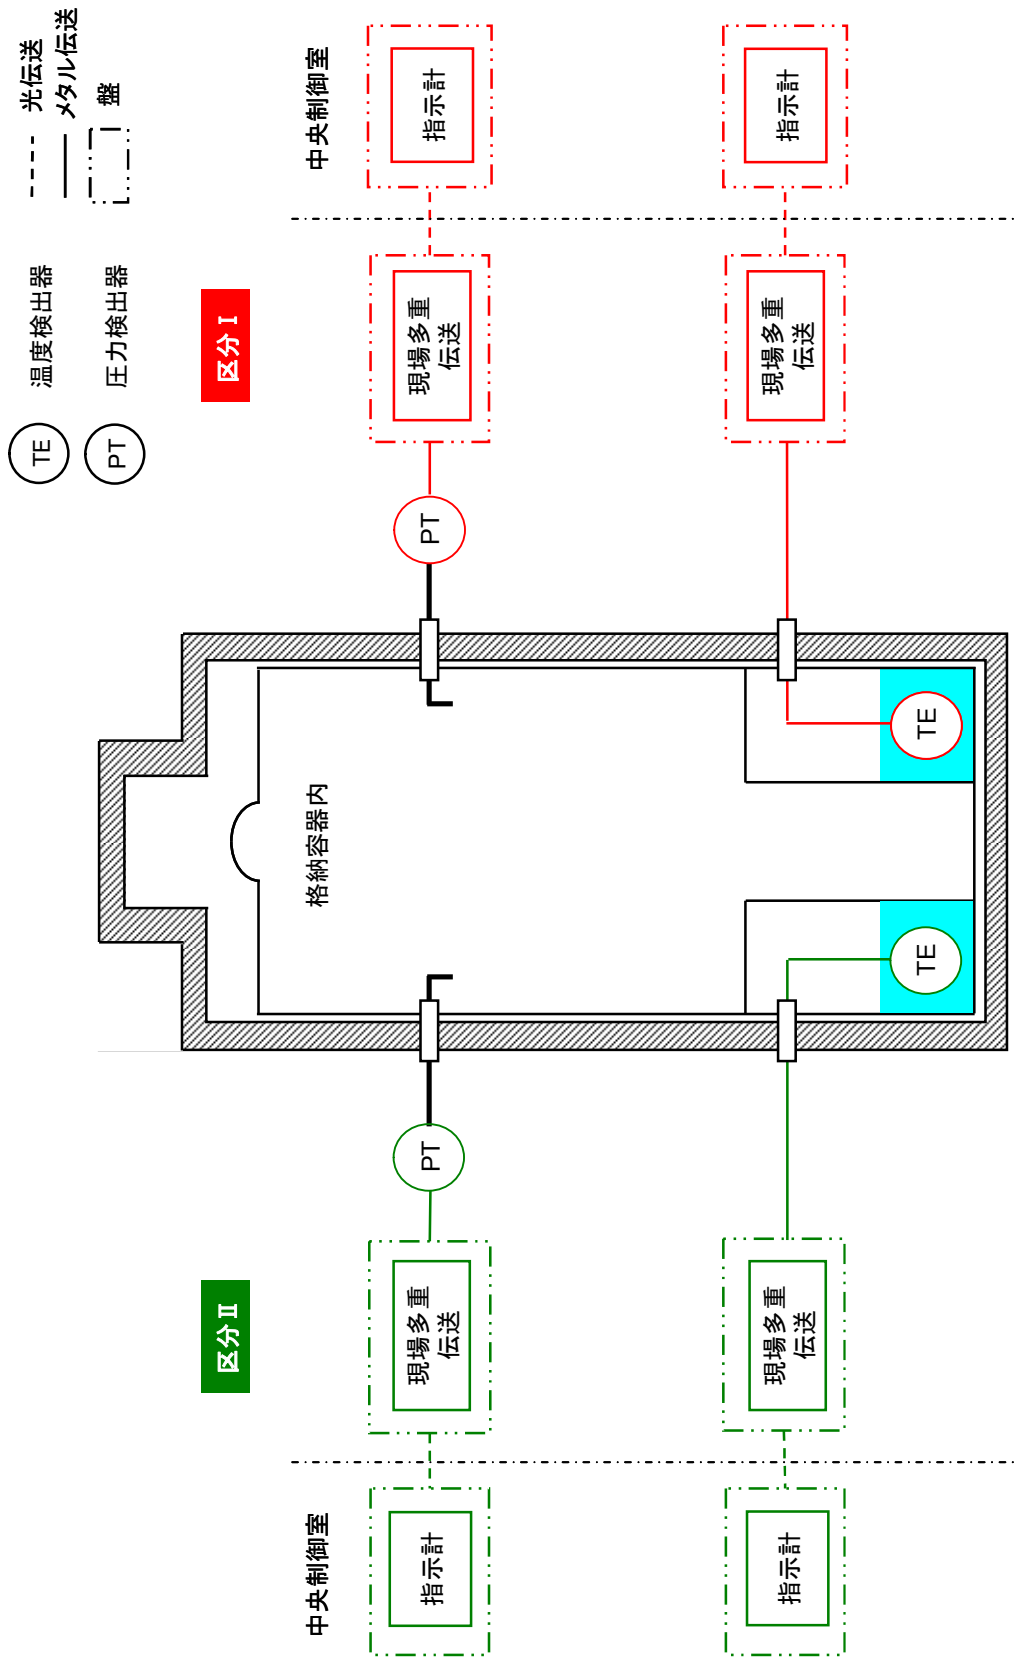 TE
温度検出器
光伝送
メタル伝送
PT
圧力検出器
盤
区分Ⅱ
区分Ⅰ
中央制御室
格納容器内
中央制御室
指示計
現場多重
伝送
PT
PT
現場多重
伝送
指示計
指示計
現場多重
伝送
TE
TE
現場多重
伝送
指示計